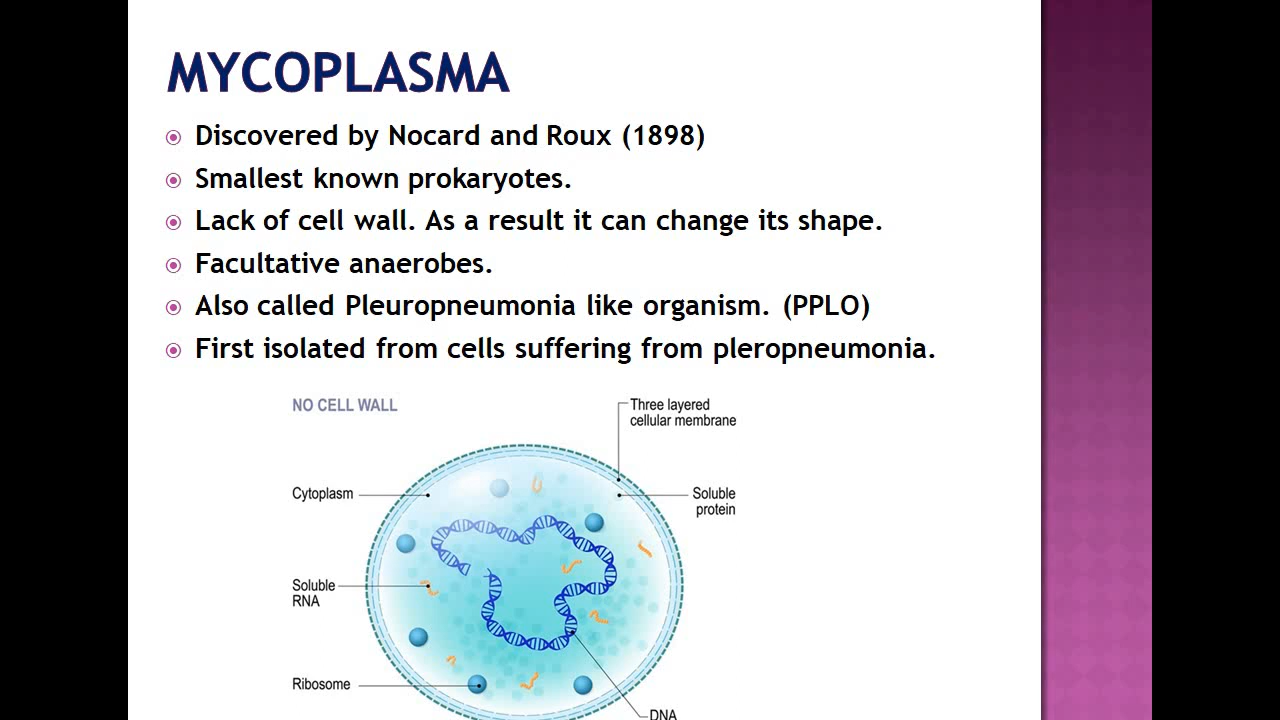 MYCOPLASMA
Discovered by Nocard and Roux (1898)
Smallest known prokaryotes.
Lack of cell wall. As a result it can change its shape.
Facultative anaerobes.
Also called Pleuropneumonia like organism. (PPLO)
First isolated from cells suffering from pleropneumonia.
NO CELL WALL
Three layered
cellular membrane
Cytoplasm
Soluble
protein
Soluble
RNA
Ribosome
DNA